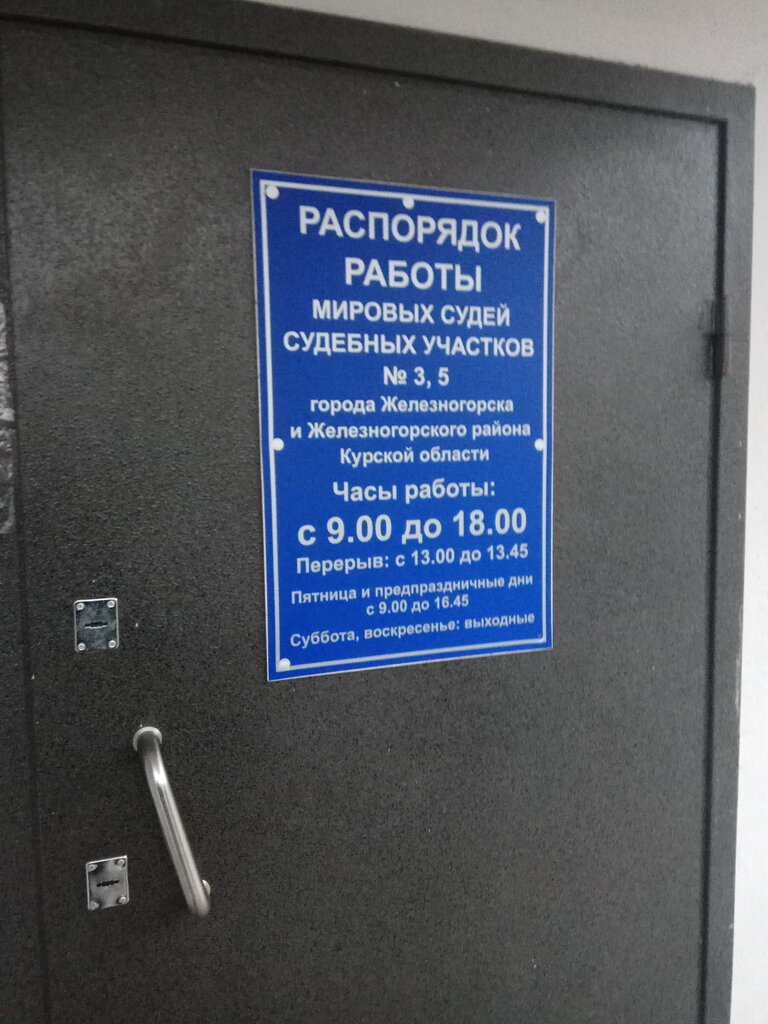 РАСПОРЯДОК
РАБОТЫ
МИРОВЫХ СУДЕЙ
СУДЕБНЫХ УЧАСТКОВ
№ 3, 5
города Железногорска
и Железногорского района
Курской области
Часы работы:
с 9.00 до 18.00
Перерыв: с 13.00 до 13.45
Пятница и предпраздничные дни
с 9.00 до 16.45
Суббота, воскресенье: выходные